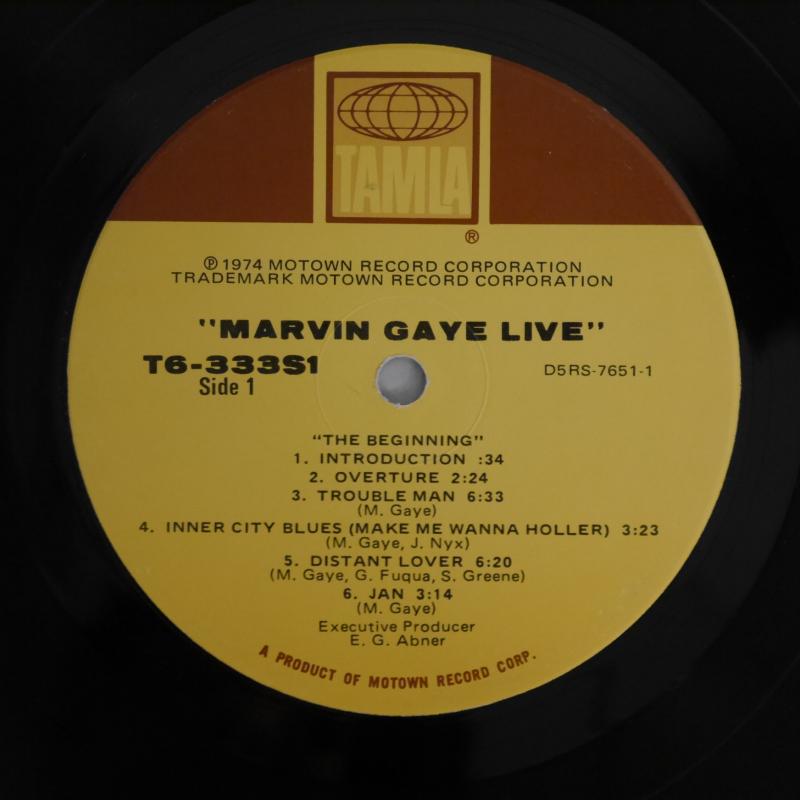 TAMLA
®
℗ 1974 MOTOWN RECORD CORPORATION
TRADEMARK MOTOWN RECORD CORPORATION
"MARVIN GAYE LIVE"
T6-333S1
Side 1
D5RS-7651-1
"THE BEGINNING"
1. INTRODUCTION :34
2. OVERTURE 2:24
3. TROUBLE MAN 6:33
(M. Gaye)
4. INNER CITY BLUES (MAKE ME WANNA HOLLER) 3:23
(M. Gaye, J. Nyx)
5. DISTANT LOVER 6:20
(M. Gaye, G. Fuqua, S. Greene)
6. JAN 3:14
(M. Gaye)
Executive Producer
E. G. Abner
A PRODUCT OF MOTOWN RECORD CORP.